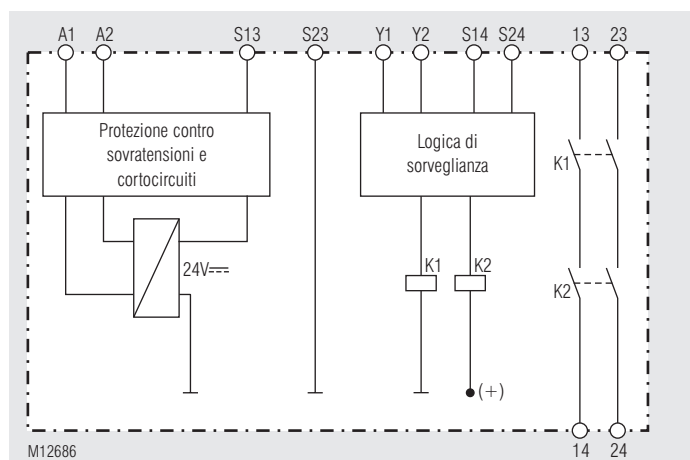 A1 A2 S13 S23 Y1 Y2 S14 S24 13 23
Protezione contro
sovratensioni e
cortocircuiti
Logica di
sorveglianza
K1
24V
K1 K2
K2
(+)
M12686
14 24